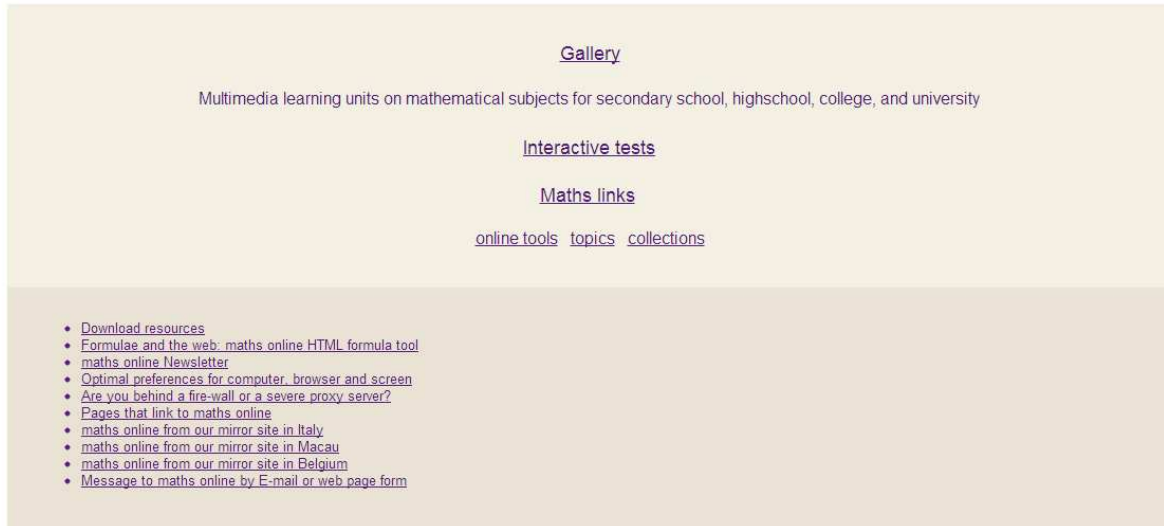 Gallery
Multimedia learning units on mathematical subjects for secondary school, highschool, college, and university
Interactive tests
Maths links
online tools topics collections
Download resources
Formulae and the web: maths online HTML formula tool
maths online Newsletter
Optimal preferences for computer, browser and screen
Are you behind a fire-wall or a severe proxy server?
Pages that link to maths online
maths online from our mirror site in Italy
maths online from our mirror site in Macau
maths online from our mirror site in Belgium
Message to maths online by E-mail or web page form